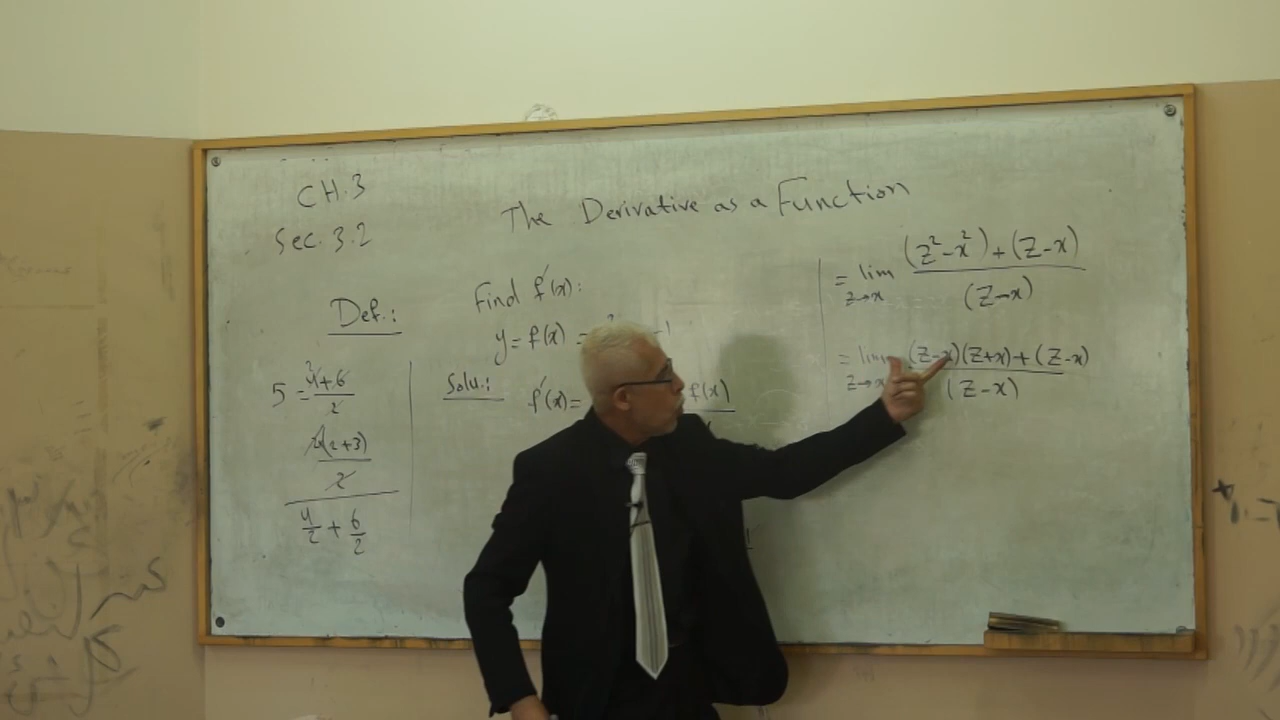 CH.3
Sec. 3.2
The Derivative as a Function
Def.:
5 = (4+6)/2
2(2+3)/2
4/2 + 6/2
Find f'(x):
y = f(x) =
Solu.:
f'(x) =
f(x)
= lim z→x ((z²-x²)+(z-x))/(z-x)
= lim z→x ((z-x)(z+x)+(z-x))/(z-x)